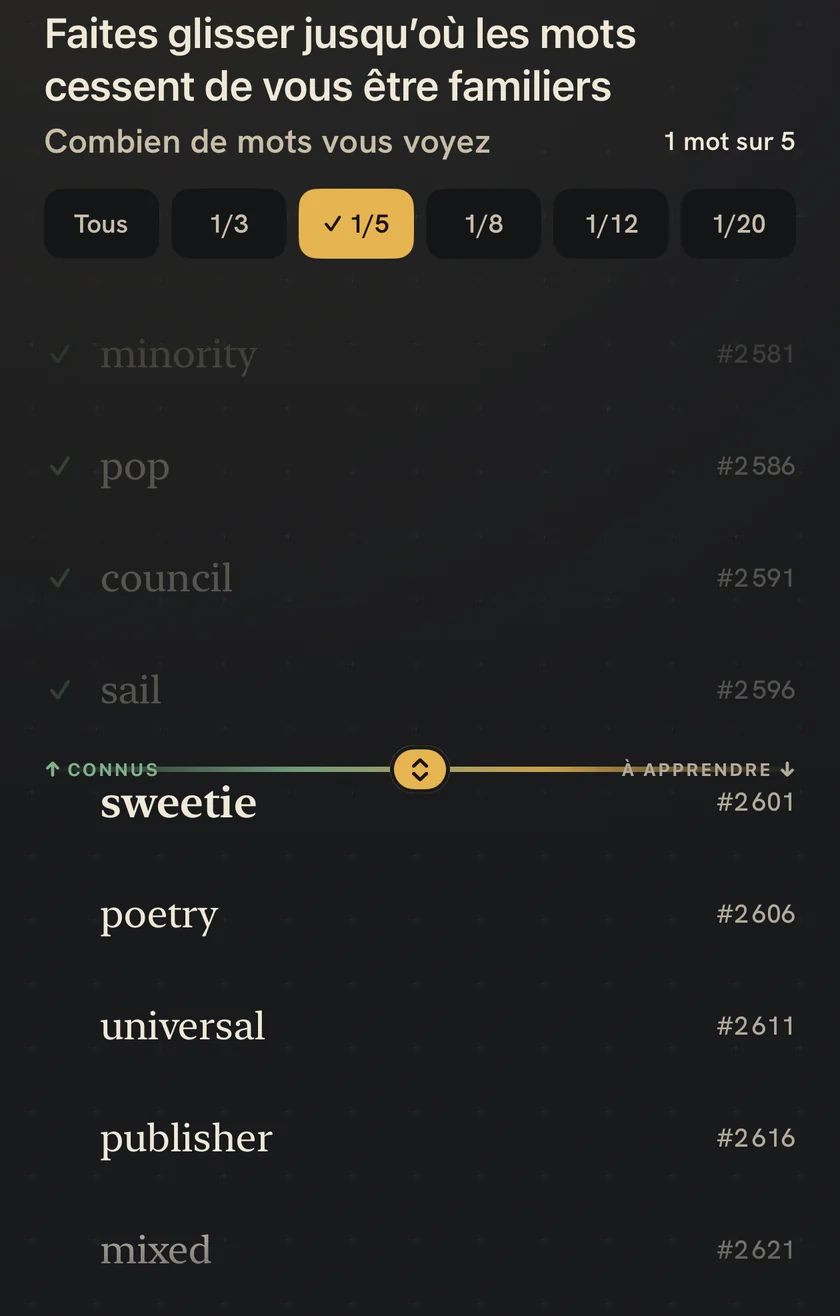 Faites glisser jusqu’où les mots
cessent de vous être familiers
Combien de mots vous voyez 1 mot sur 5
Tous 1/3 ✓ 1/5 1/8 1/12 1/20
✓ minority #2581
✓ pop #2586
✓ council #2591
✓ sail #2596
↑ CONNUS À APPRENDRE ↓
sweetie #2601
poetry #2606
universal #2611
publisher #2616
mixed #2621